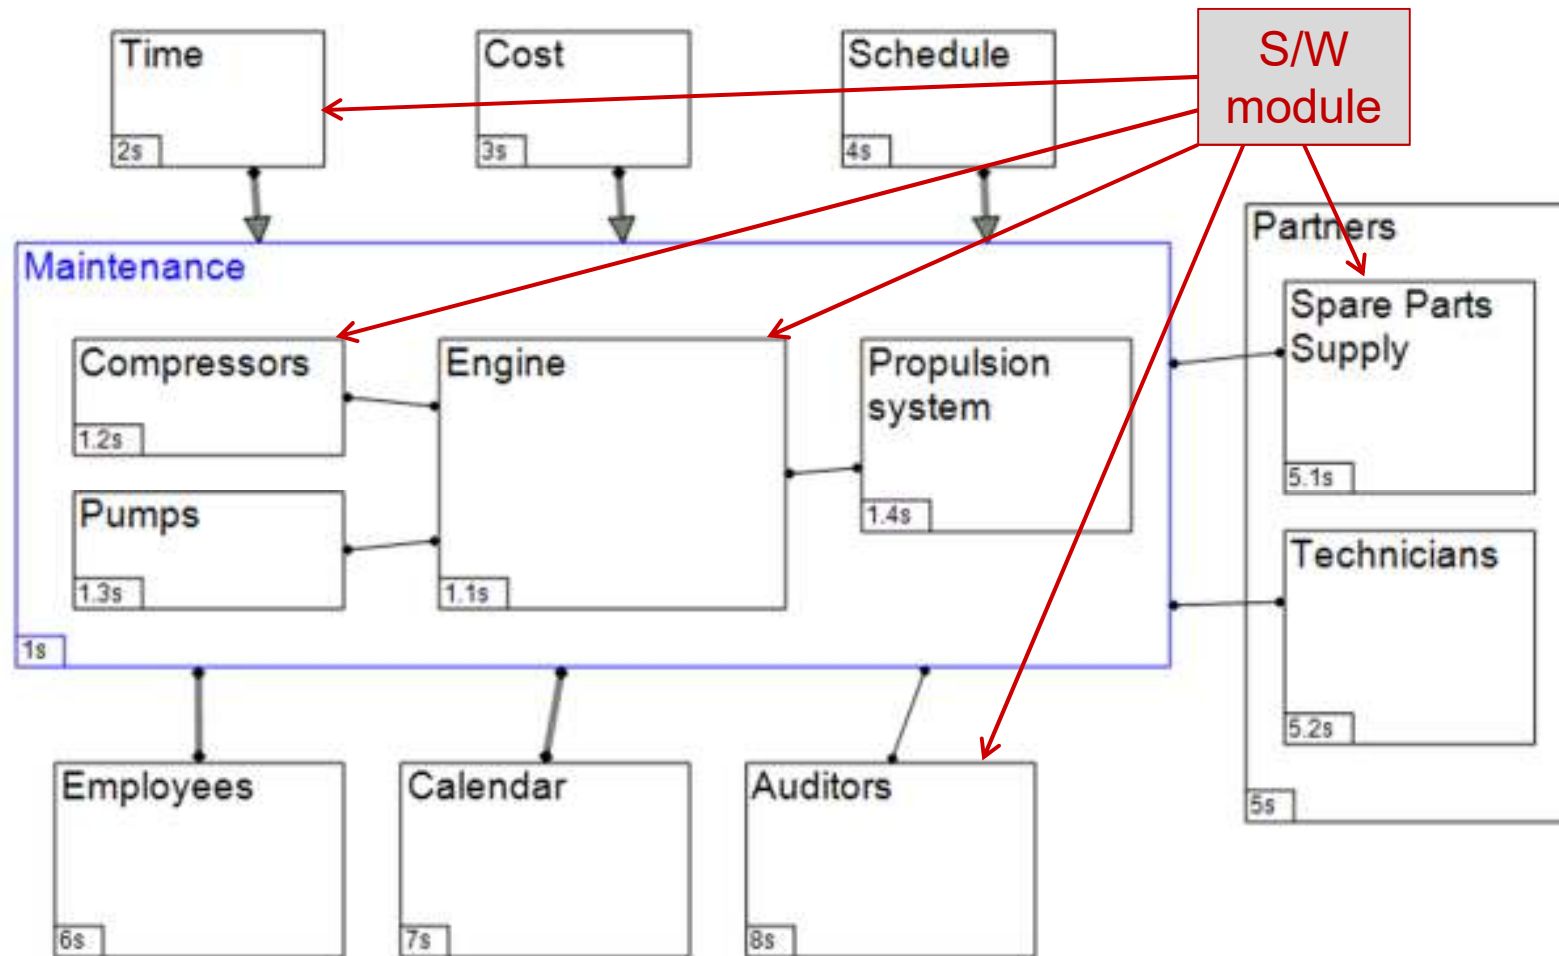 Time
2s
Cost
3s
Schedule
4s
S/W
module
Maintenance
Compressors
1.2s
Pumps
1.3s
Engine
1.1s
Propulsion
system
1.4s
1s
Partners
Spare Parts
Supply
5.1s
Technicians
5.2s
5s
Employees
6s
Calendar
7s
Auditors
8s